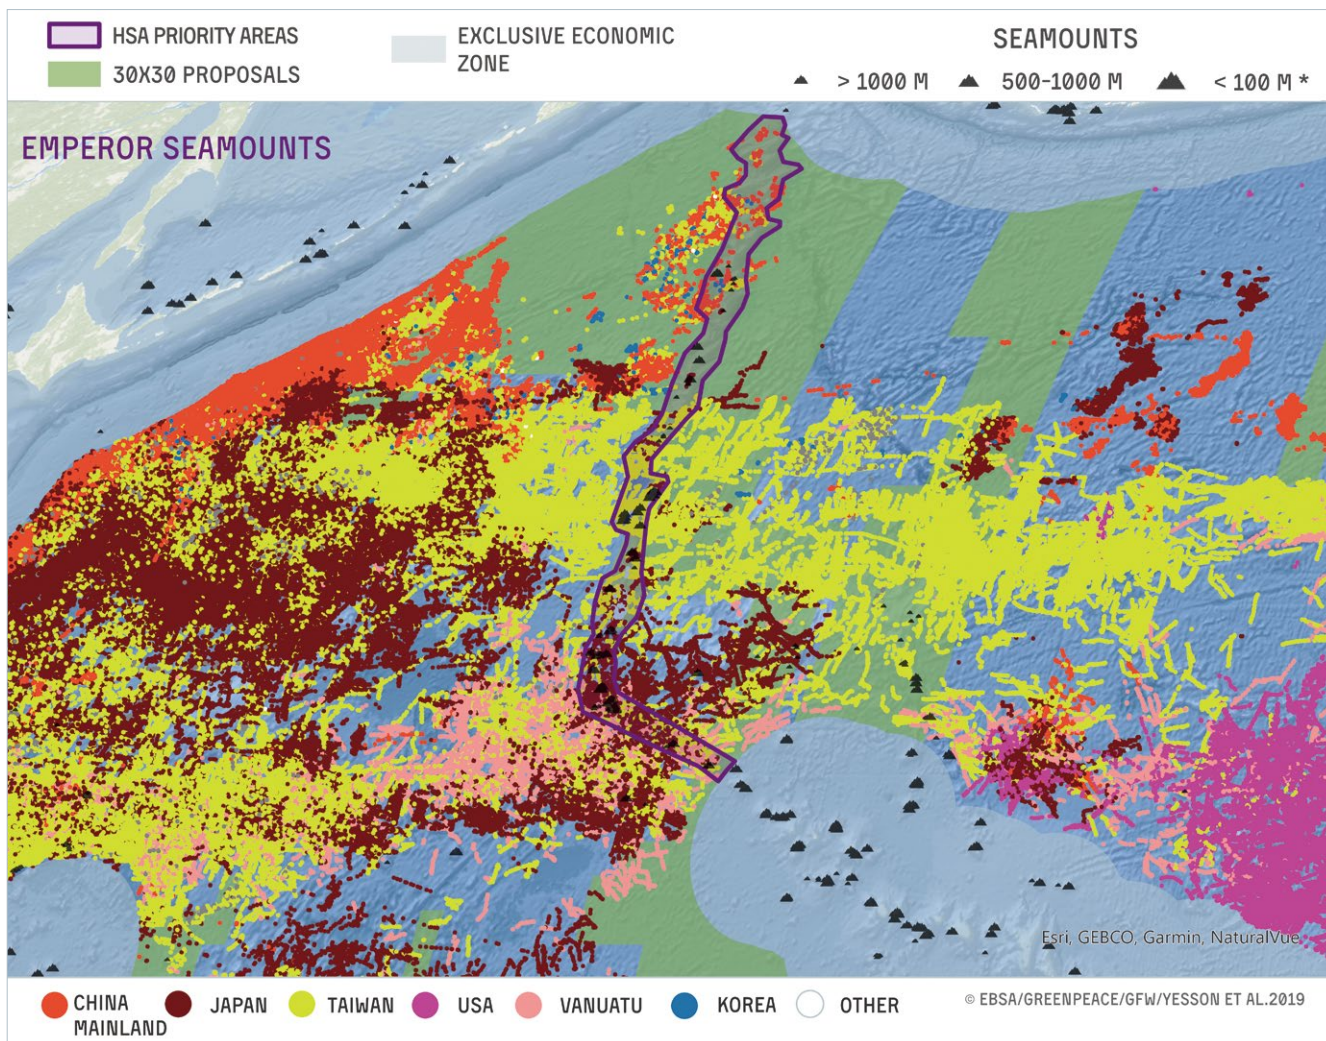 HSA PRIORITY AREAS
30X30 PROPOSALS
EXCLUSIVE ECONOMIC
ZONE
SEAMOUNTS
> 1000 M
500-1000 M
< 100 M *
EMPEROR SEAMOUNTS
Esri, GEBCO, Garmin, NaturalVue
CHINA
MAINLAND
JAPAN
TAIWAN
USA
VANUATU
KOREA
OTHER
© EBSA/GREENPEACE/GFW/YESSON ET AL.2019